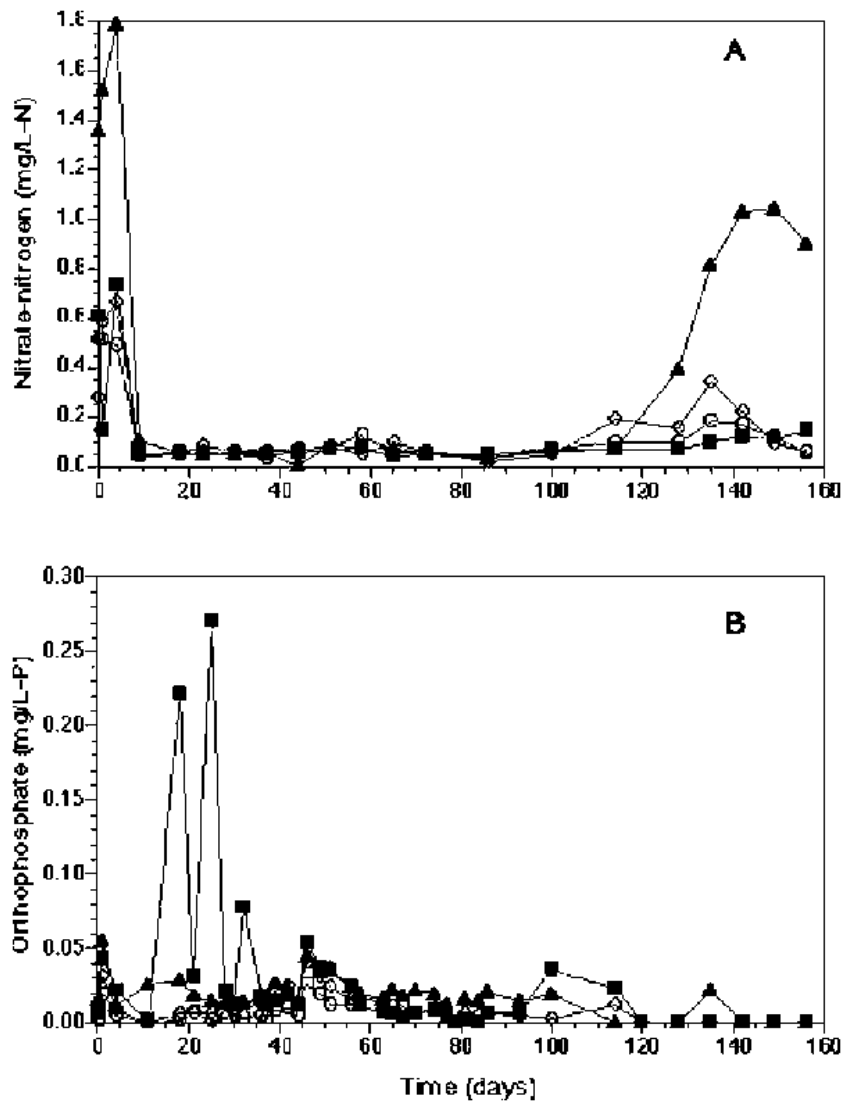 A
Nitrate-nitrogen (mg/L-N)
1.8
1.6
1.4
1.2
1.0
0.8
0.6
0.4
0.2
0.0
0 20 40 60 80 100 120 140 160
B
Orthophosphate (mg/L-P)
0.30
0.25
0.20
0.15
0.10
0.05
0.00
0 20 40 60 80 100 120 140 160
Time (days)